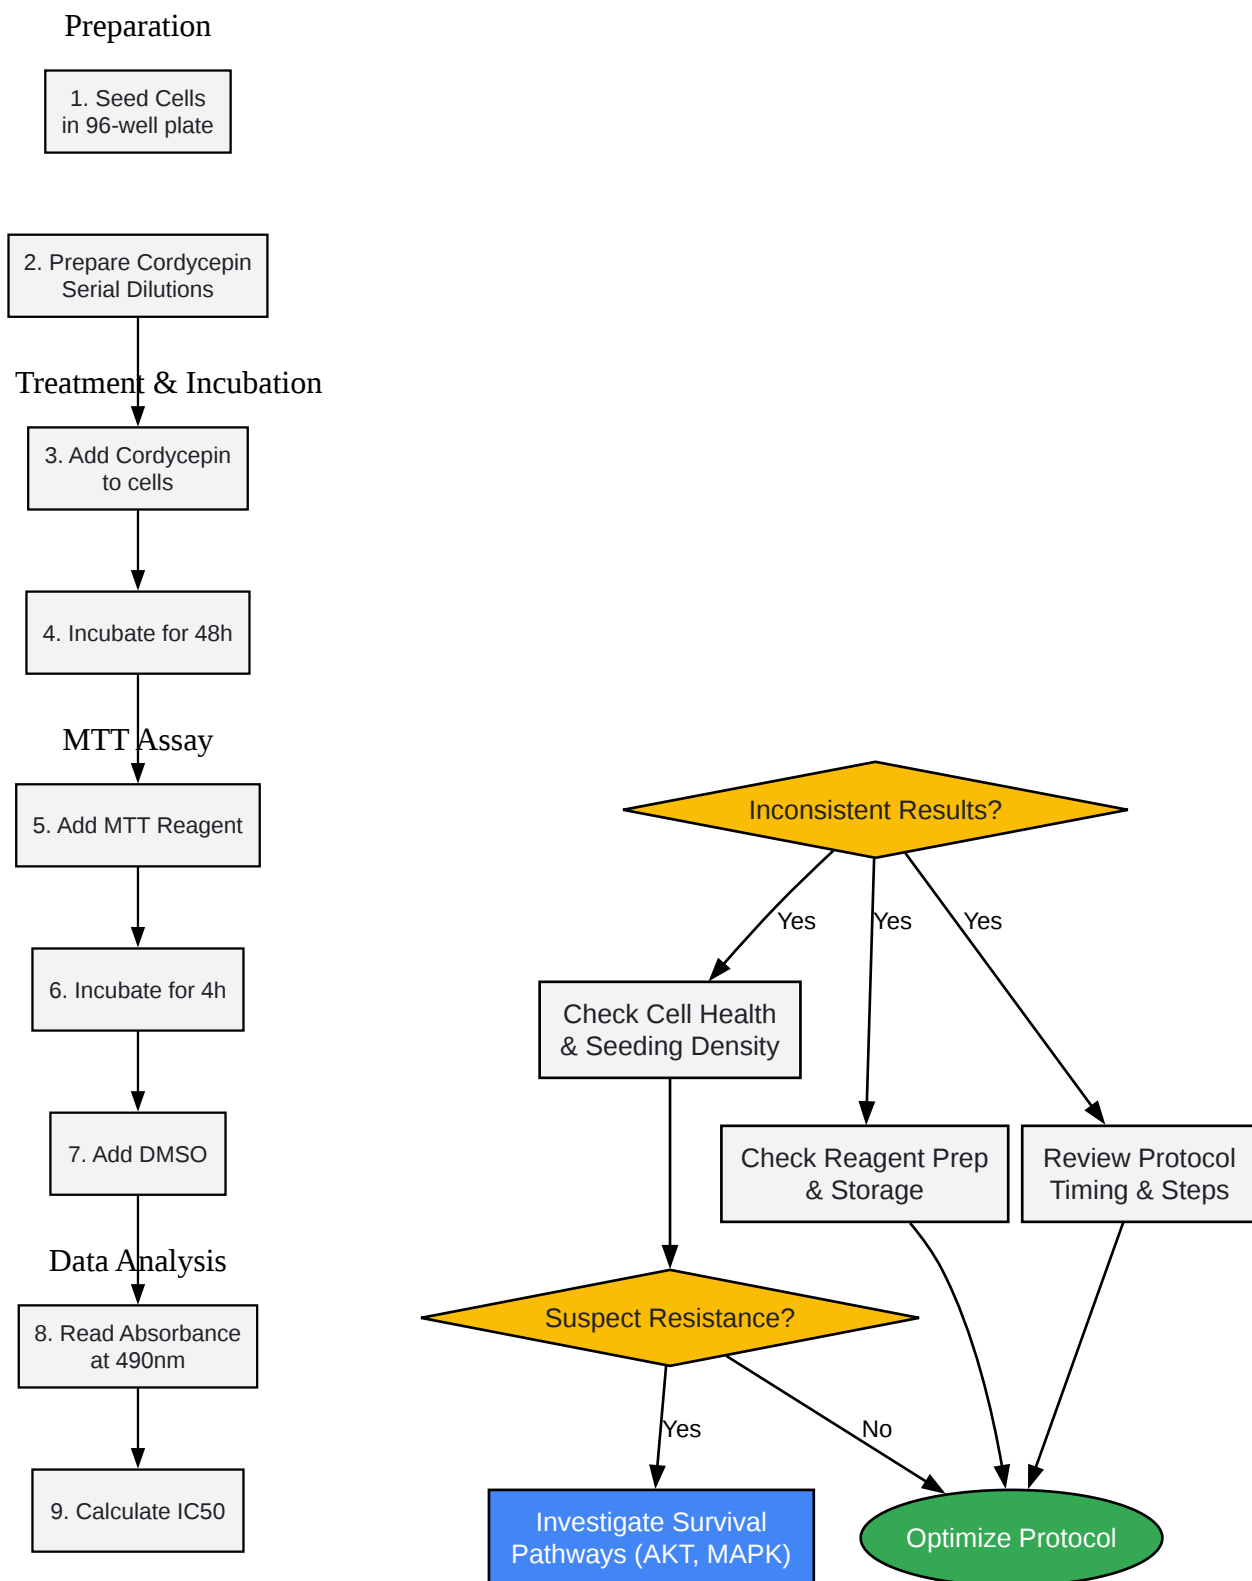 Preparation
1. Seed Cells
in 96-well plate
2. Prepare Cordycepin
Serial Dilutions
Treatment & Incubation
3. Add Cordycepin
to cells
4. Incubate for 48h
MTT Assay
5. Add MTT Reagent
6. Incubate for 4h
7. Add DMSO
Data Analysis
8. Read Absorbance
at 490nm
9. Calculate IC50
Inconsistent Results?
Yes
Yes
Yes
Check Cell Health
& Seeding Density
Check Reagent Prep
& Storage
Review Protocol
Timing & Steps
Suspect Resistance?
Yes
No
Investigate Survival
Pathways (AKT, MAPK)
Optimize Protocol